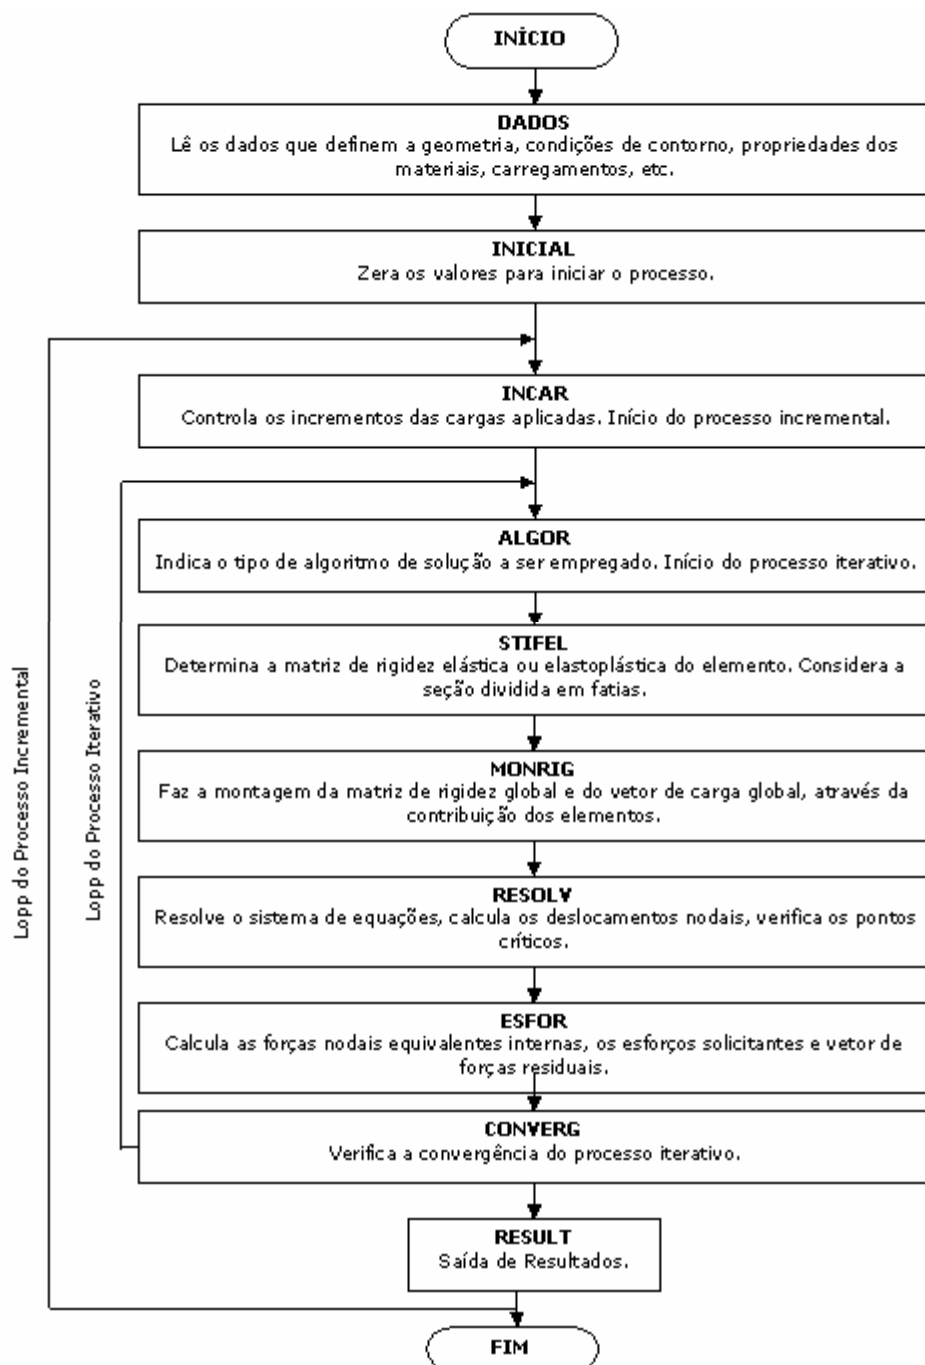 INÍCIO
DADOS
Lê os dados que definem a geometria, condições de contorno, propriedades dos
materiais, carregamentos, etc.
INICIAL
Zera os valores para iniciar o processo.
INCAR
Controla os incrementos das cargas aplicadas. Início do processo incremental.
ALGOR
Indica o tipo de algoritmo de solução a ser empregado. Início do processo iterativo.
STIFEL
Determina a matriz de rigidez elástica ou elastoplástica do elemento. Considera a
seção dividida em fatias.
MONRIG
Faz a montagem da matriz de rigidez global e do vetor de carga global, através da
contribuição dos elementos.
RESOLV
Resolve o sistema de equações, calcula os deslocamentos nodais, verifica os pontos
críticos.
ESFOR
Calcula as forças nodais equivalentes internas, os esforços solicitantes e vetor de
forças residuais.
CONVERG
Verifica a convergência do processo iterativo.
RESULT
Saída de Resultados.
FIM
Lopp do Processo Incremental
Lopp do Processo Iterativo